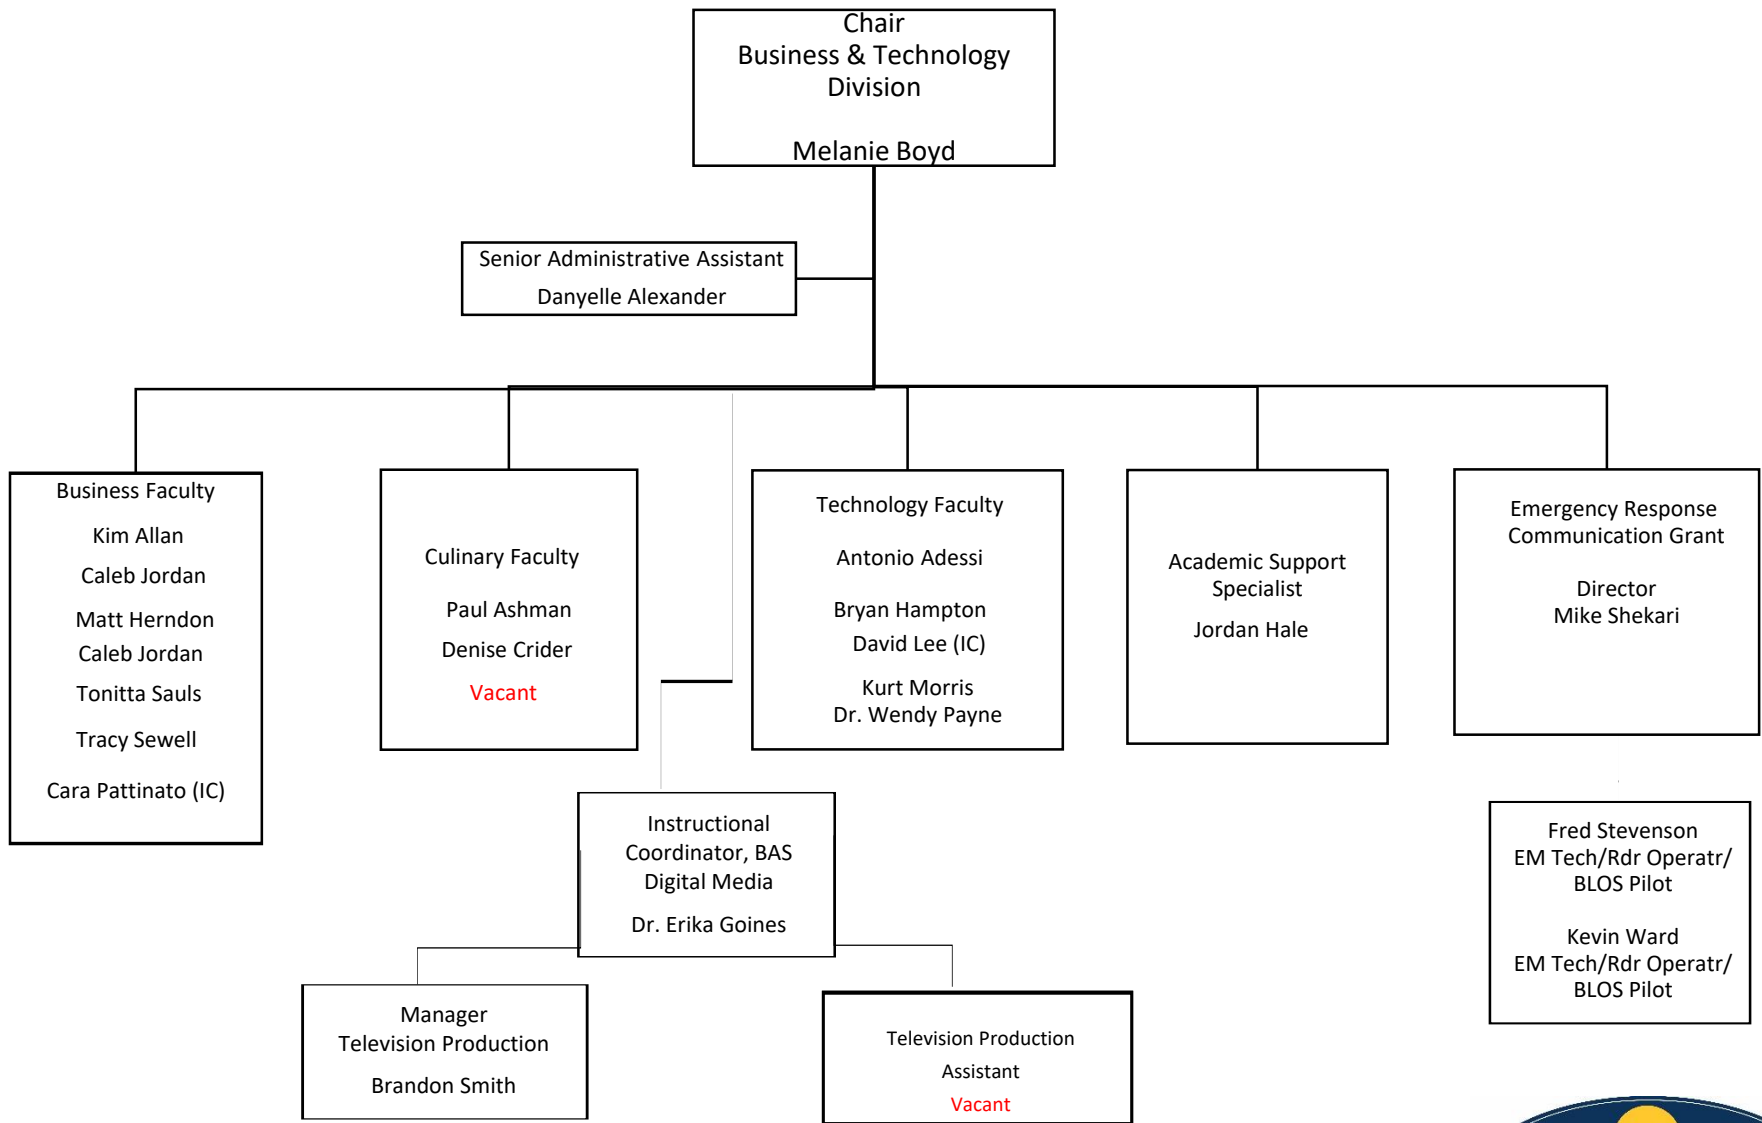 Chair
Business & Technology
Division
Melanie Boyd
Senior Administrative Assistant
Danyelle Alexander
Business Faculty
Kim Allan
Caleb Jordan
Matt Herndon
Caleb Jordan
Tonitta Sauls
Tracy Sewell
Cara Pattinato (IC)
Culinary Faculty
Paul Ashman
Denise Crider
Vacant
Technology Faculty
Antonio Adessi
Bryan Hampton
David Lee (IC)
Kurt Morris
Dr. Wendy Payne
Academic Support
Specialist
Jordan Hale
Emergency Response
Communication Grant
Director
Mike Shekari
Instructional
Coordinator, BAS
Digital Media
Dr. Erika Goines
Fred Stevenson
EM Tech/Rdr Operatr/
BLOS Pilot
Kevin Ward
EM Tech/Rdr Operatr/
BLOS Pilot
Manager
Television Production
Brandon Smith
Television Production
Assistant
Vacant